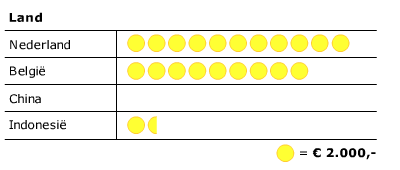 Land
Nederland
België
China
Indonesië
= € 2.000,-